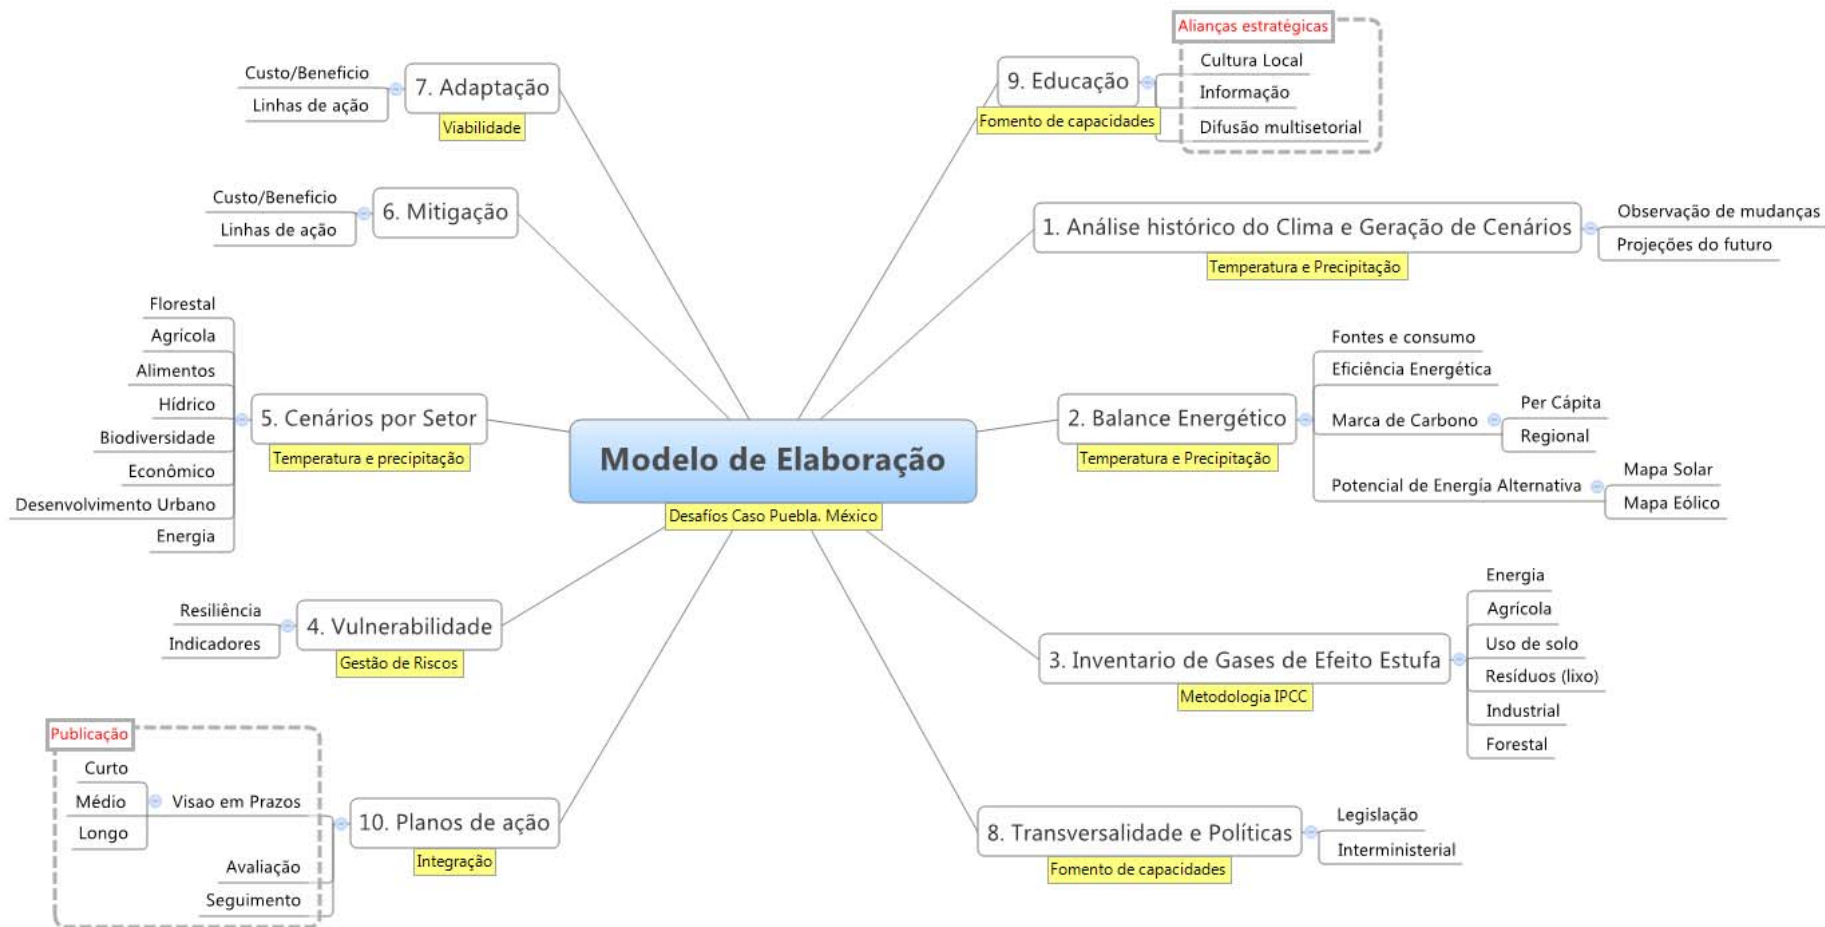 Alianças estratégicas
Custo/Beneficio
7. Adaptação
Linhas de ação
Viabilidade
9. Educação
Fomento de capacidades
Cultura Local
Informação
Difusão multisetorial
Custo/Beneficio
6. Mitigação
Linhas de ação
1. Análise histórico do Clima e Geração de Cenários
Temperatura e Precipitação
Observação de mudanças
Projeções do futuro
Florestal
Agricola
Alimentos
Hídrico
Biodiversidade
Econômico
Desenvolvimento Urbano
Energia
5. Cenários por Setor
Temperatura e precipitação
Modelo de Elaboração
Desafíos Caso Puebla. México
2. Balance Energético
Temperatura e Precipitação
Fontes e consumo
Eficiência Energética
Marca de Carbono
Per Cápita
Regional
Potencial de Energía Alternativa
Mapa Solar
Mapa Eólico
Resiliência
Indicadores
4. Vulnerabilidade
Gestão de Riscos
3. Inventario de Gases de Efeito Estufa
Metodologia IPCC
Energia
Agrícola
Uso de solo
Resíduos (lixo)
Industrial
Forestal
Publicação
Curto
Médio
Longo
Visao em Prazos
Avaliação
Seguimento
10. Planos de ação
Integração
8. Transversalidade e Políticas
Fomento de capacidades
Legislação
Interministerial